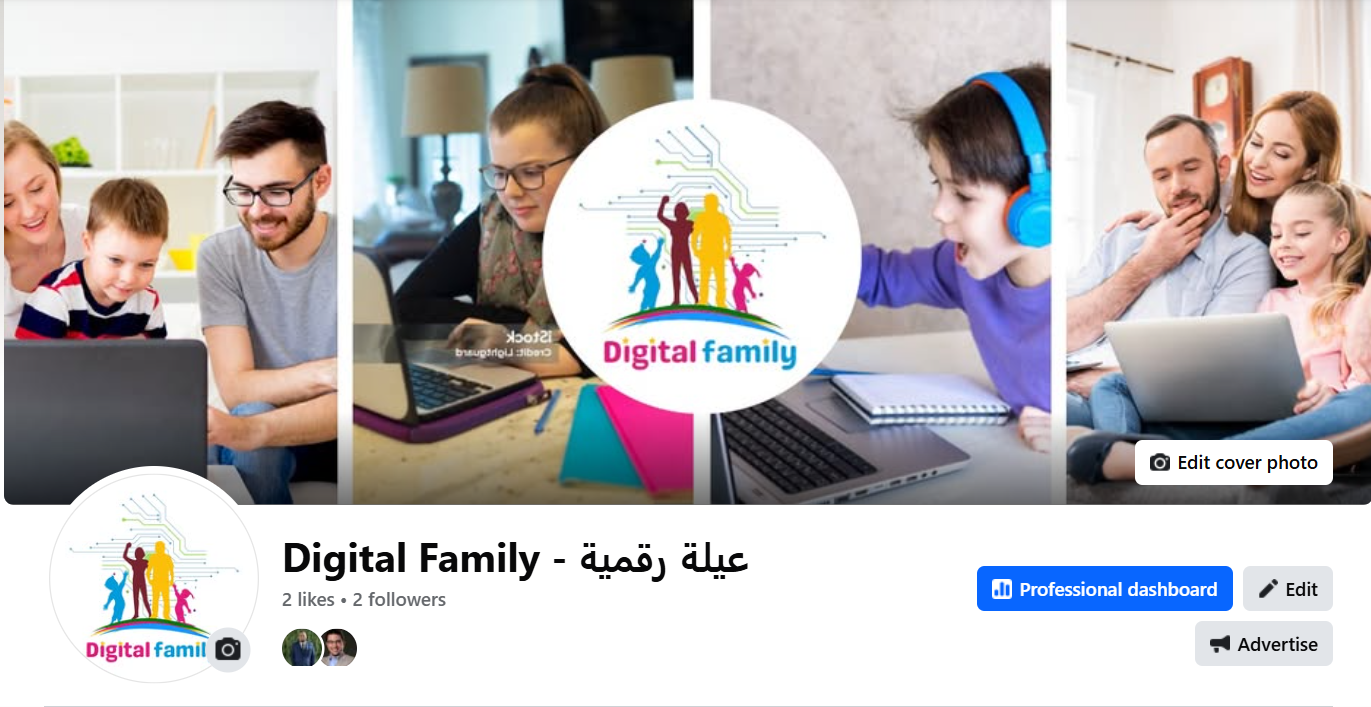 iStock
Credit: Lightguard
Digital family
Edit cover photo
Digital Famil
Digital Family - عيلة رقمية
2 likes • 2 followers
Professional dashboard
Edit
Advertise